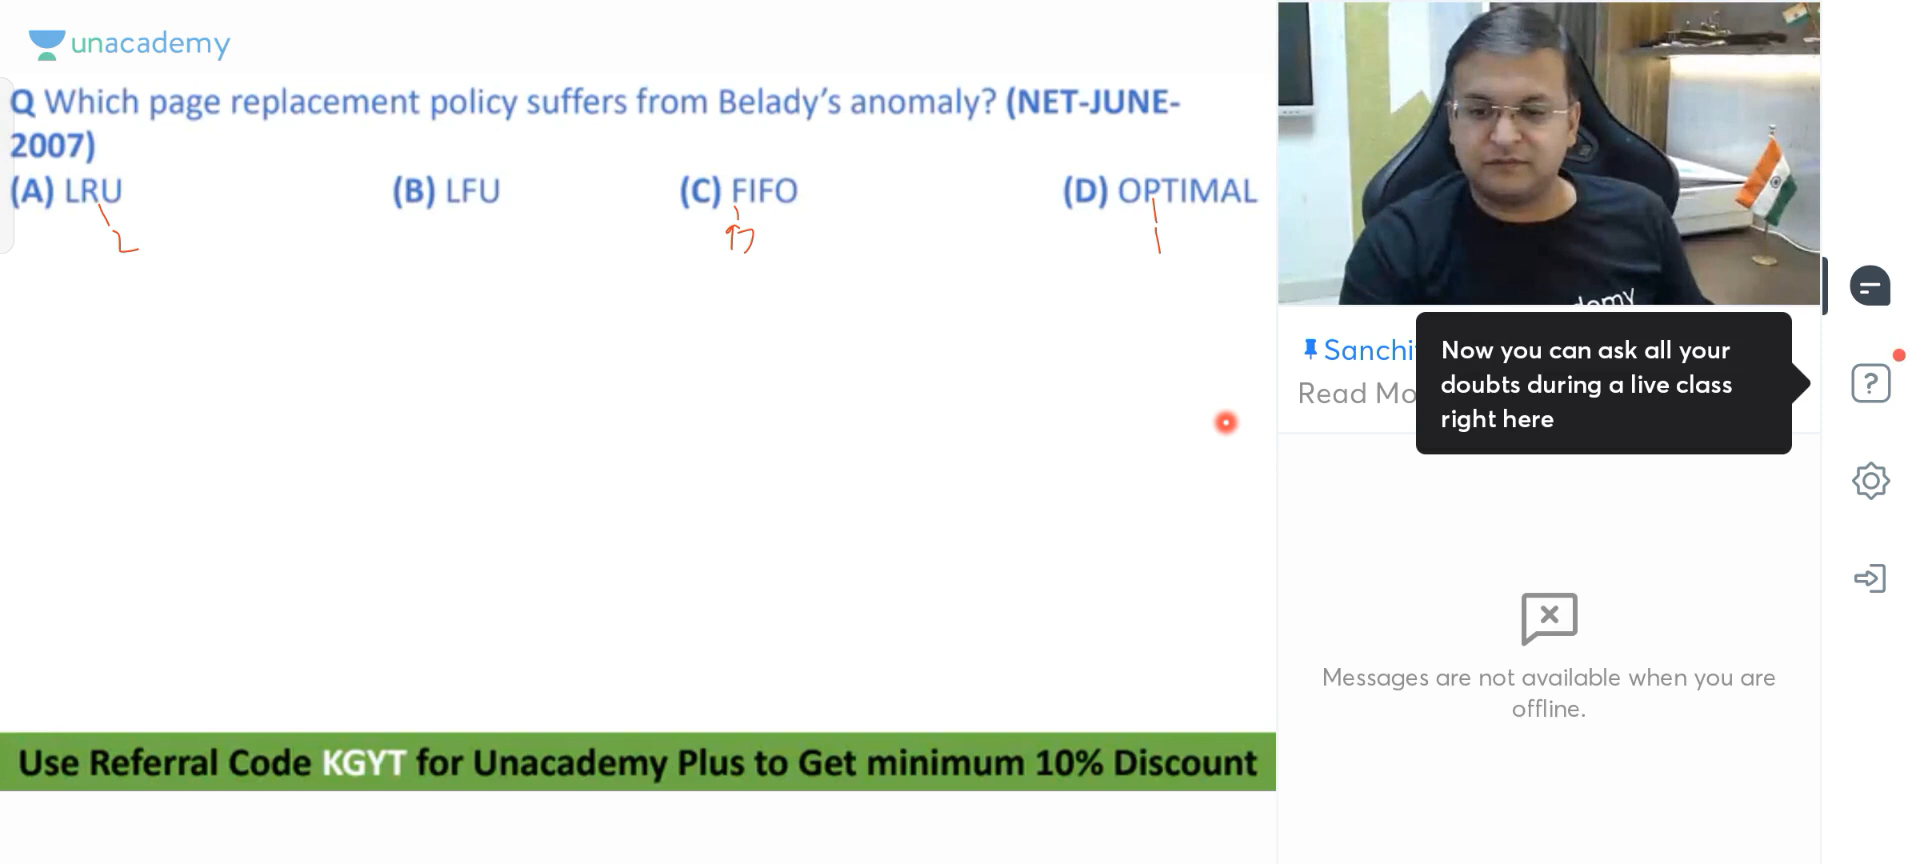 unacademy
Q Which page replacement policy suffers from Belady's anomaly? (NET-JUNE-
2007)
(A) LRU (B) LFU (C) FIFO (D) OPTIMAL
2 1
Use Referral Code KGYT for Unacademy Plus to Get minimum 10% Discount
Now you can ask all your
doubts during a live class
right here
Read
?
Messages are not available when you are
offline.